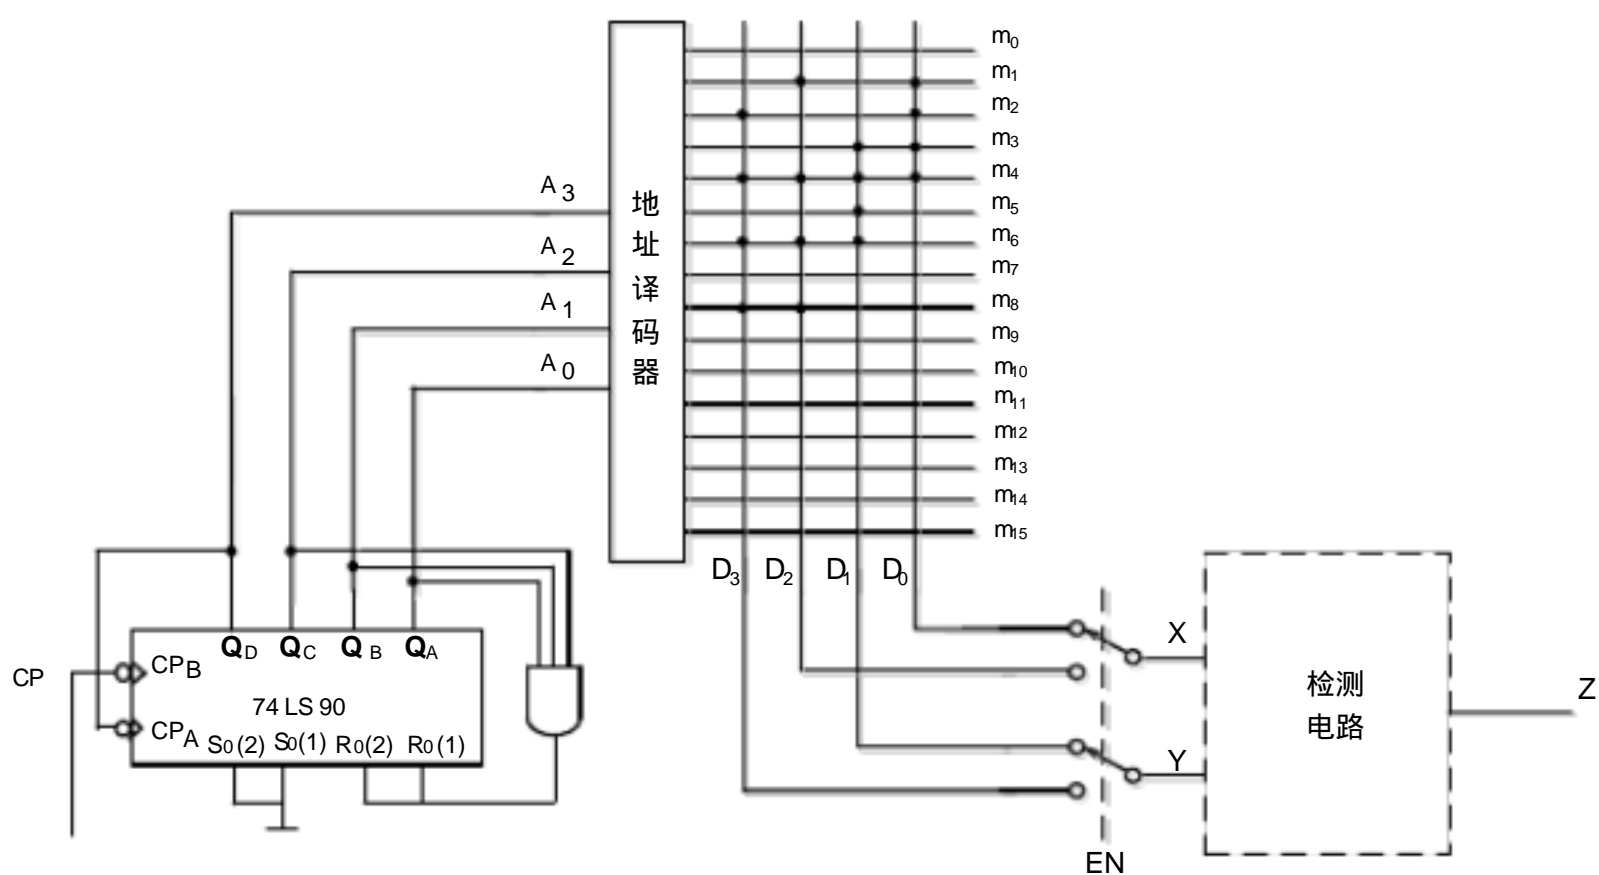 m0
m1
m2
m3
m4
m5
m6
m7
m8
m9
m10
m11
m12
m13
m14
m15
A3
A2
A1
A0
地址译码器
D3 D2 D1 D0
QD QC QB QA
CP
CPB
74 LS 90
CPA S0(2) S0(1) R0(2) R0(1)
X
Y
EN
检测
电路
Z